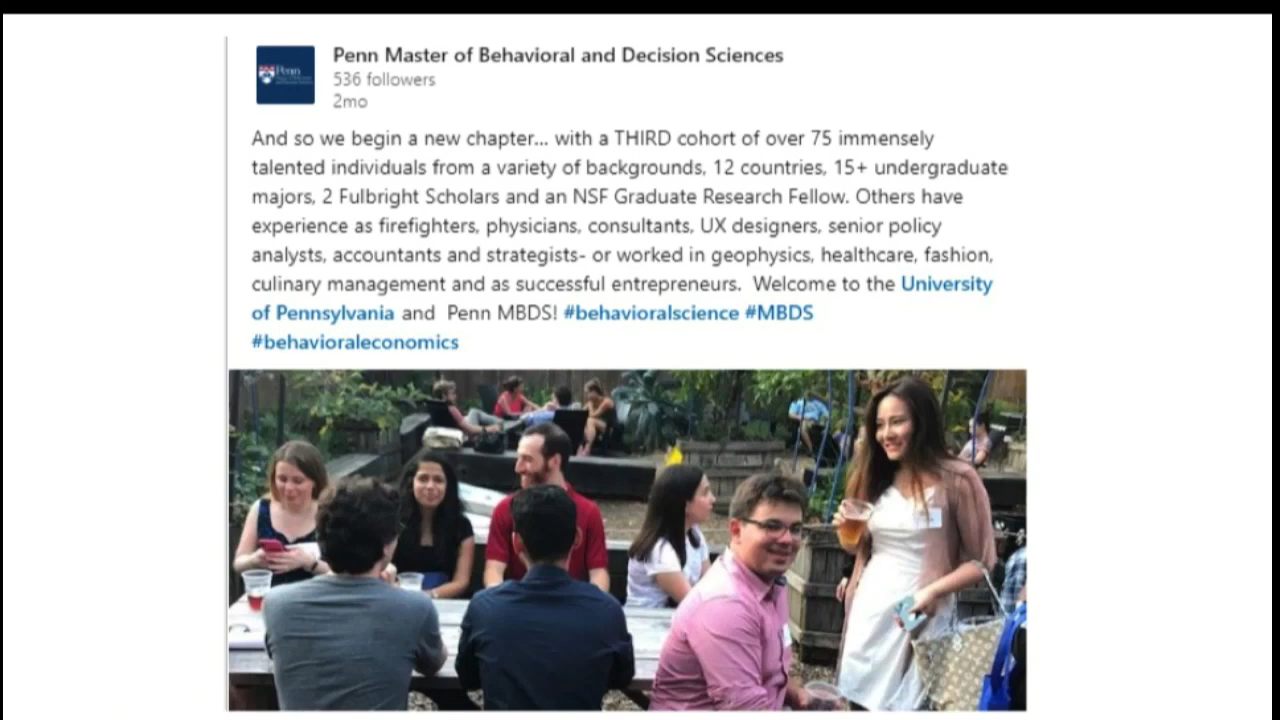 Penn
Penn Master of Behavioral and Decision Sciences
536 followers
2mo
And so we begin a new chapter... with a THIRD cohort of over 75 immensely
talented individuals from a variety of backgrounds, 12 countries, 15+ undergraduate
majors, 2 Fulbright Scholars and an NSF Graduate Research Fellow. Others have
experience as firefighters, physicians, consultants, UX designers, senior policy
analysts, accountants and strategists- or worked in geophysics, healthcare, fashion,
culinary management and as successful entrepreneurs.  Welcome to the University
of Pennsylvania and  Penn MBDS! #behavioralscience #MBDS
#behavioraleconomics